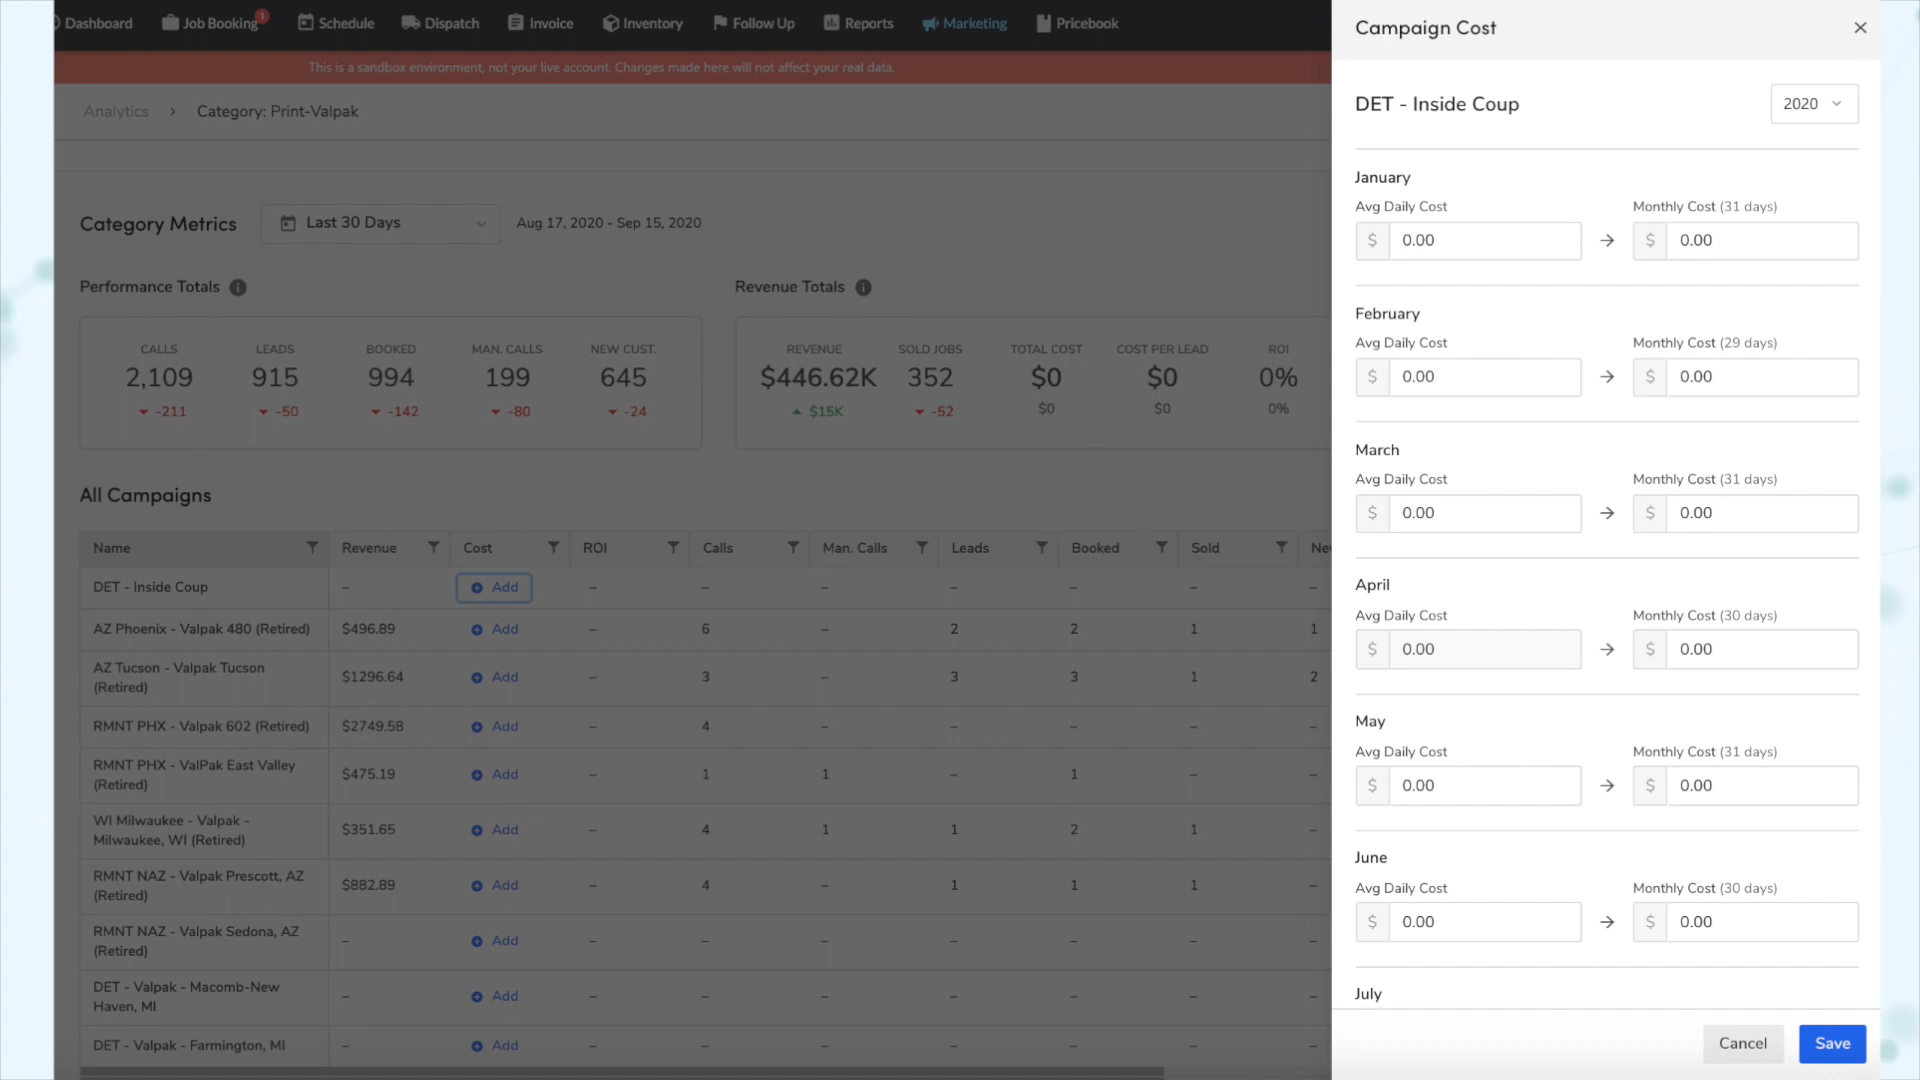 Dashboard Job Booking 1 Schedule Dispatch Invoice Inventory Follow Up Reports Marketing Pricebook
This is a sandbox environment, not your live account. Changes made here will not affect your real data.
Analytics > Category: Print-Valpak
Category Metrics Last 30 Days Aug 17, 2020 - Sep 15, 2020
Performance Totals
CALLS LEADS BOOKED MAN. CALLS NEW CUST.
2,109 915 994 199 645
-211 -50 -142 -80 -24
Revenue Totals
REVENUE SOLD JOBS TOTAL COST COST PER LEAD ROI
$446.62K 352 $0 $0 0%
$15K -52 $0 $0 0%
All Campaigns
Name Revenue Cost ROI Calls Man. Calls Leads Booked Sold Nev
DET - Inside Coup – Add – – – – – – –
AZ Phoenix - Valpak 480 (Retired) $496.89 Add – 6 – 2 2 1 1
AZ Tucson - Valpak Tucson
(Retired) $1296.64 Add – 3 – 3 3 1 2
RMNT PHX - Valpak 602 (Retired) $2749.58 Add – 4 – – – – –
RMNT PHX - ValPak East Valley
(Retired) $475.19 Add – 1 1 – 1 – –
WI Milwaukee - Valpak -
Milwaukee, WI (Retired) $351.65 Add – 4 1 1 2 1 –
RMNT NAZ - Valpak Prescott, AZ
(Retired) $882.89 Add – 4 – 1 1 1 –
RMNT NAZ - Valpak Sedona, AZ
(Retired) – Add – – – – – – –
DET - Valpak - Macomb-New
Haven, MI – Add – – – – – – –
DET - Valpak - Farmington, MI – Add – – – – – – –
Campaign Cost ×
DET - Inside Coup 2020
January
Avg Daily Cost Monthly Cost (31 days)
$ 0.00 → $ 0.00
February
Avg Daily Cost Monthly Cost (29 days)
$ 0.00 → $ 0.00
March
Avg Daily Cost Monthly Cost (31 days)
$ 0.00 → $ 0.00
April
Avg Daily Cost Monthly Cost (30 days)
$ 0.00 → $ 0.00
May
Avg Daily Cost Monthly Cost (31 days)
$ 0.00 → $ 0.00
June
Avg Daily Cost Monthly Cost (30 days)
$ 0.00 → $ 0.00
July
Cancel Save